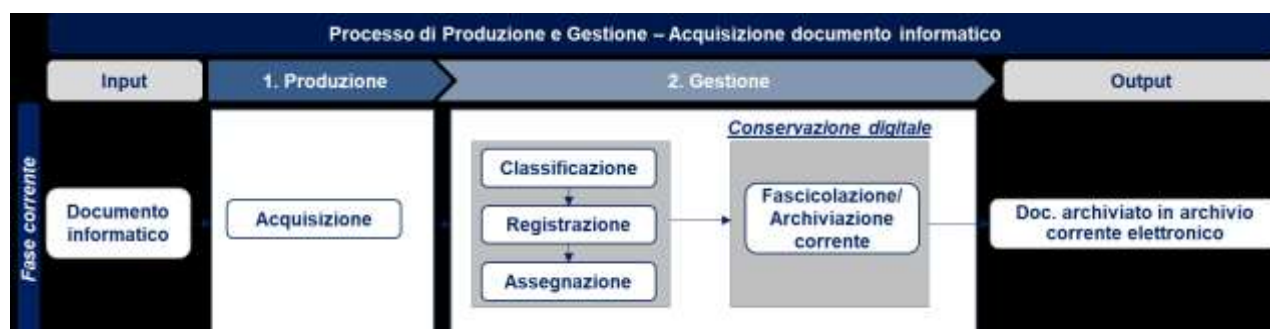 Processo di Produzione e Gestione – Acquisizione documento informatico
Input
1. Produzione
2. Gestione
Output
Fase corrente
Documento
informatico
Acquisizione
Classificazione
Registrazione
Assegnazione
Conservazione digitale
Fascicolazione/
Archiviazione
corrente
Doc. archiviato in archivio
corrente elettronico